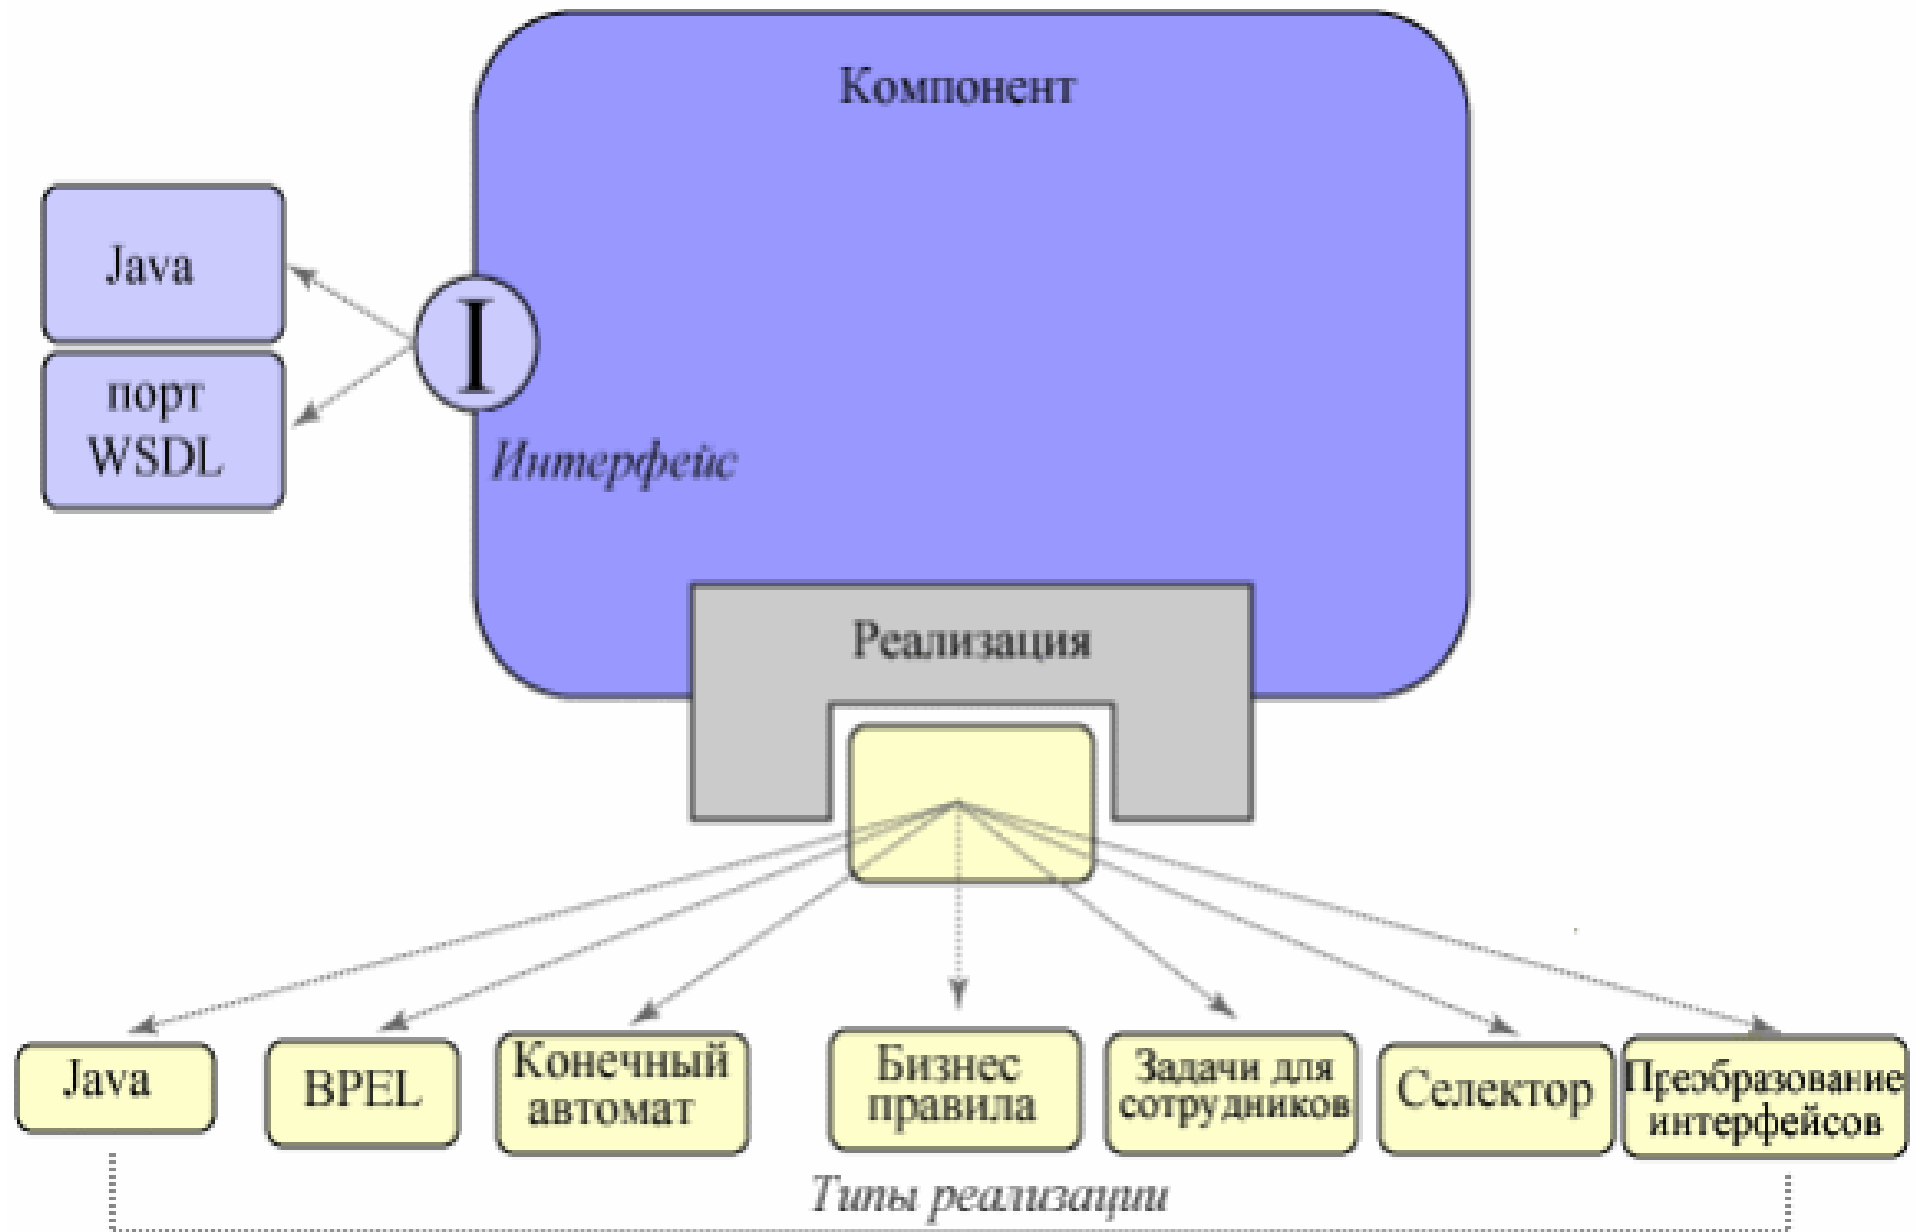 Компонент
Java
I
порт
WSDL
Интерфейс
Реализация
Java
BPEL
Конечный
автомат
Бизнес
правила
Задачи для
сотрудников
Селектор
Преобразование
интерфейсов
Типы реализации